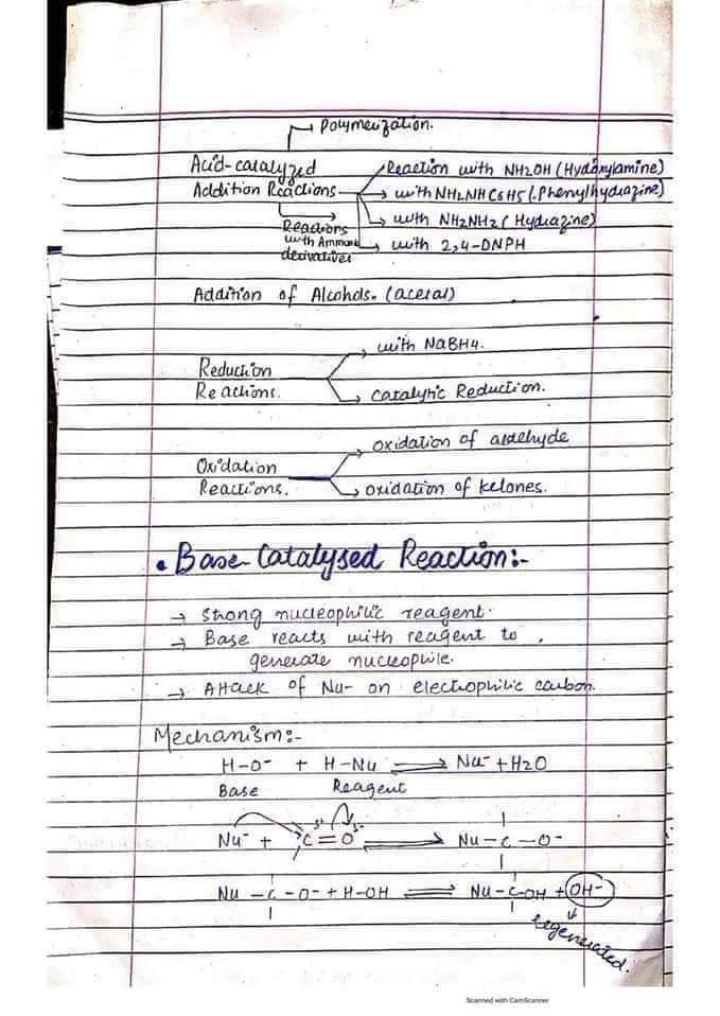 → Polymerization.
Acid-catalyzed
Addition Reactions
→ Reaction with NH2OH (Hydoxylamine)
→ with NH2NHC6H5 (.Phenylhydrazine)
→ with NH2NH2 ( Hydrazine)
→ with 2,4-DNPH
Reactions
with Ammonia
derivatives
Addition of Alcohols. (acetal)
Reduction
Reactions.
→ with NaBH4.
→ catalytic Reduction.
Oxidation
Reactions.
→ oxidation of aldehyde
→ oxidation of ketones.
• Base-Catalysed Reaction:-
→ strong nucleophilic reagent.
→ Base reacts with reagent to
generate nucleophile.
→ Attack of Nu- on electrophilic carbon.
Mechanism:-
H-O- + H-Nu ⇌ Nu- + H2O
Base Reagent
Nu- + C = O ⇌ Nu - C - O-
δ+ δ-
Nu - C - O- + H-OH ⇌ Nu - C-OH + OH-
regenerated.
Scanned with CamScanner